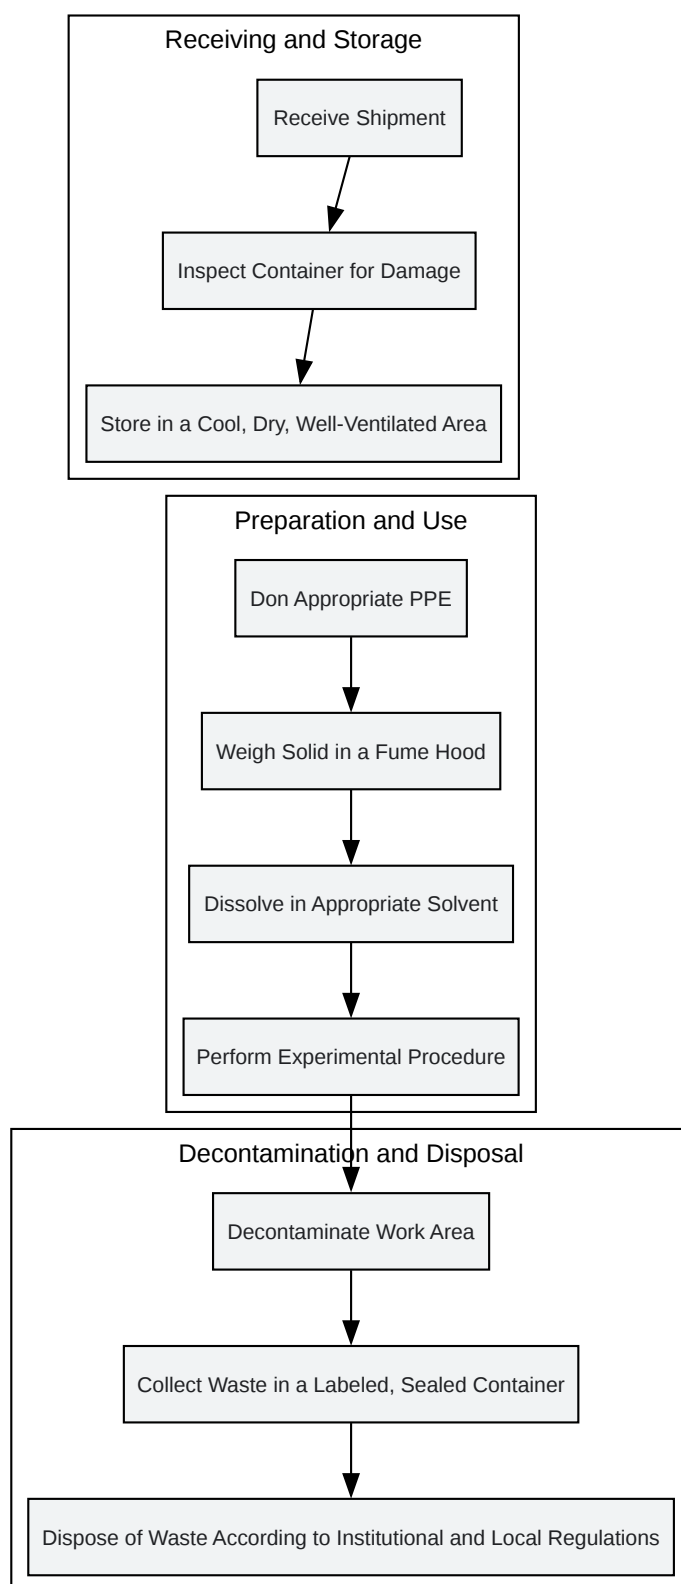 Receiving and Storage
Receive Shipment
Inspect Container for Damage
Store in a Cool, Dry, Well-Ventilated Area
Preparation and Use
Don Appropriate PPE
Weigh Solid in a Fume Hood
Dissolve in Appropriate Solvent
Perform Experimental Procedure
Decontamination and Disposal
Decontaminate Work Area
Collect Waste in a Labeled, Sealed Container
Dispose of Waste According to Institutional and Local Regulations